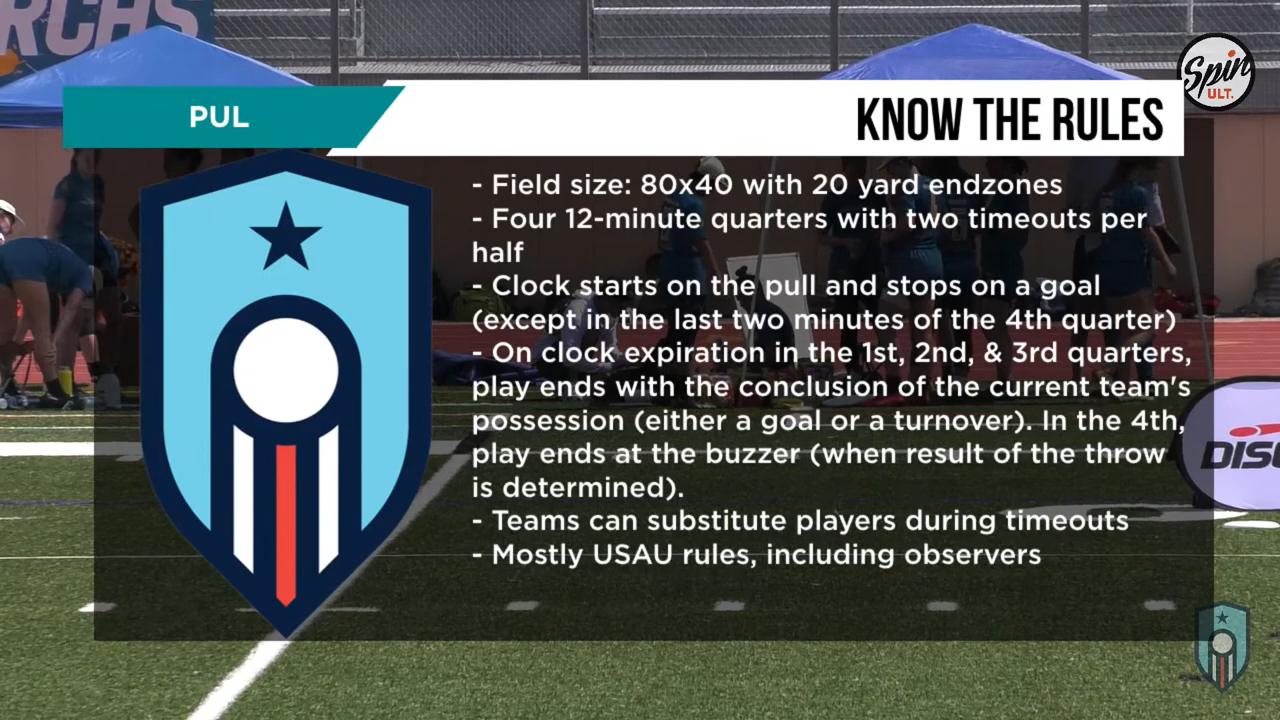 RCHS
Spin
ULT.
PUL
KNOW THE RULES
- Field size: 80x40 with 20 yard endzones
- Four 12-minute quarters with two timeouts per
half
- Clock starts on the pull and stops on a goal
(except in the last two minutes of the 4th quarter)
- On clock expiration in the 1st, 2nd, & 3rd quarters,
play ends with the conclusion of the current team's
possession (either a goal or a turnover). In the 4th,
play ends at the buzzer (when result of the throw
is determined).
- Teams can substitute players during timeouts
- Mostly USAU rules, including observers
DISC